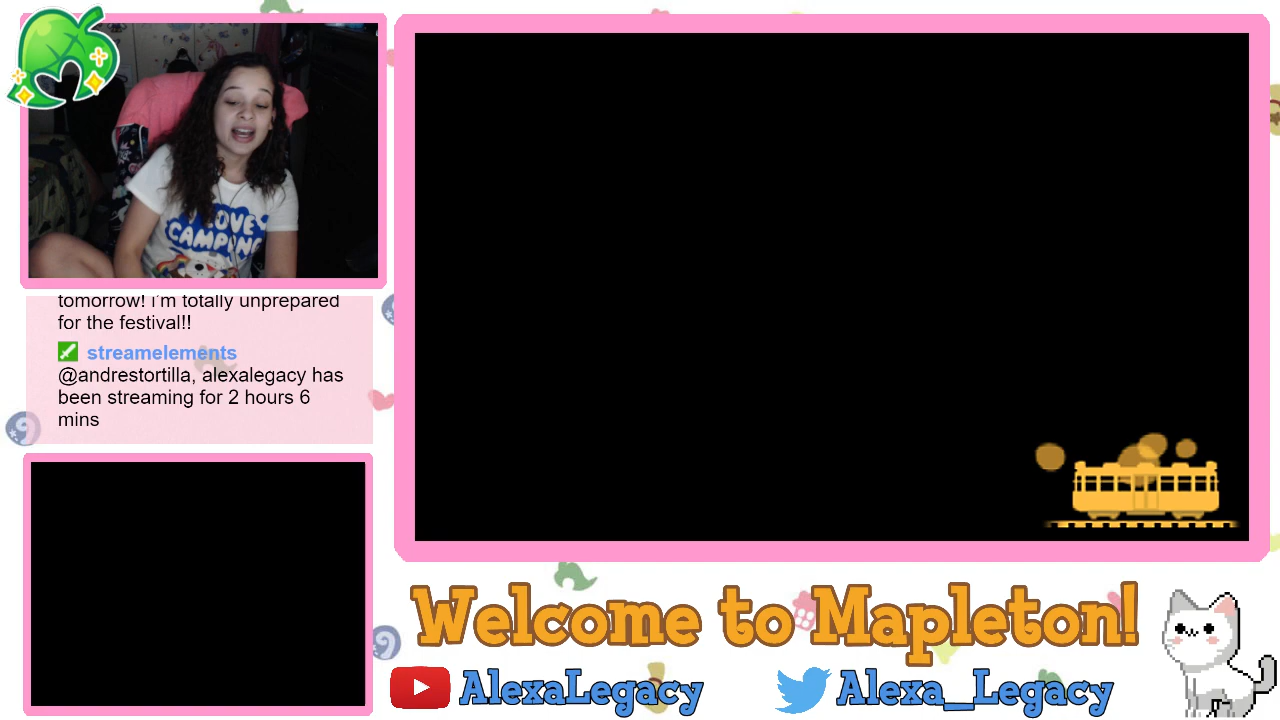 I LOVE
CAMPING
tomorrow! i'm totally unprepared
for the festival!!
streamelements
@andrestortilla, alexalegacy has
been streaming for 2 hours 6
mins
Welcome to Mapleton!
AlexaLegacy
Alexa_Legacy